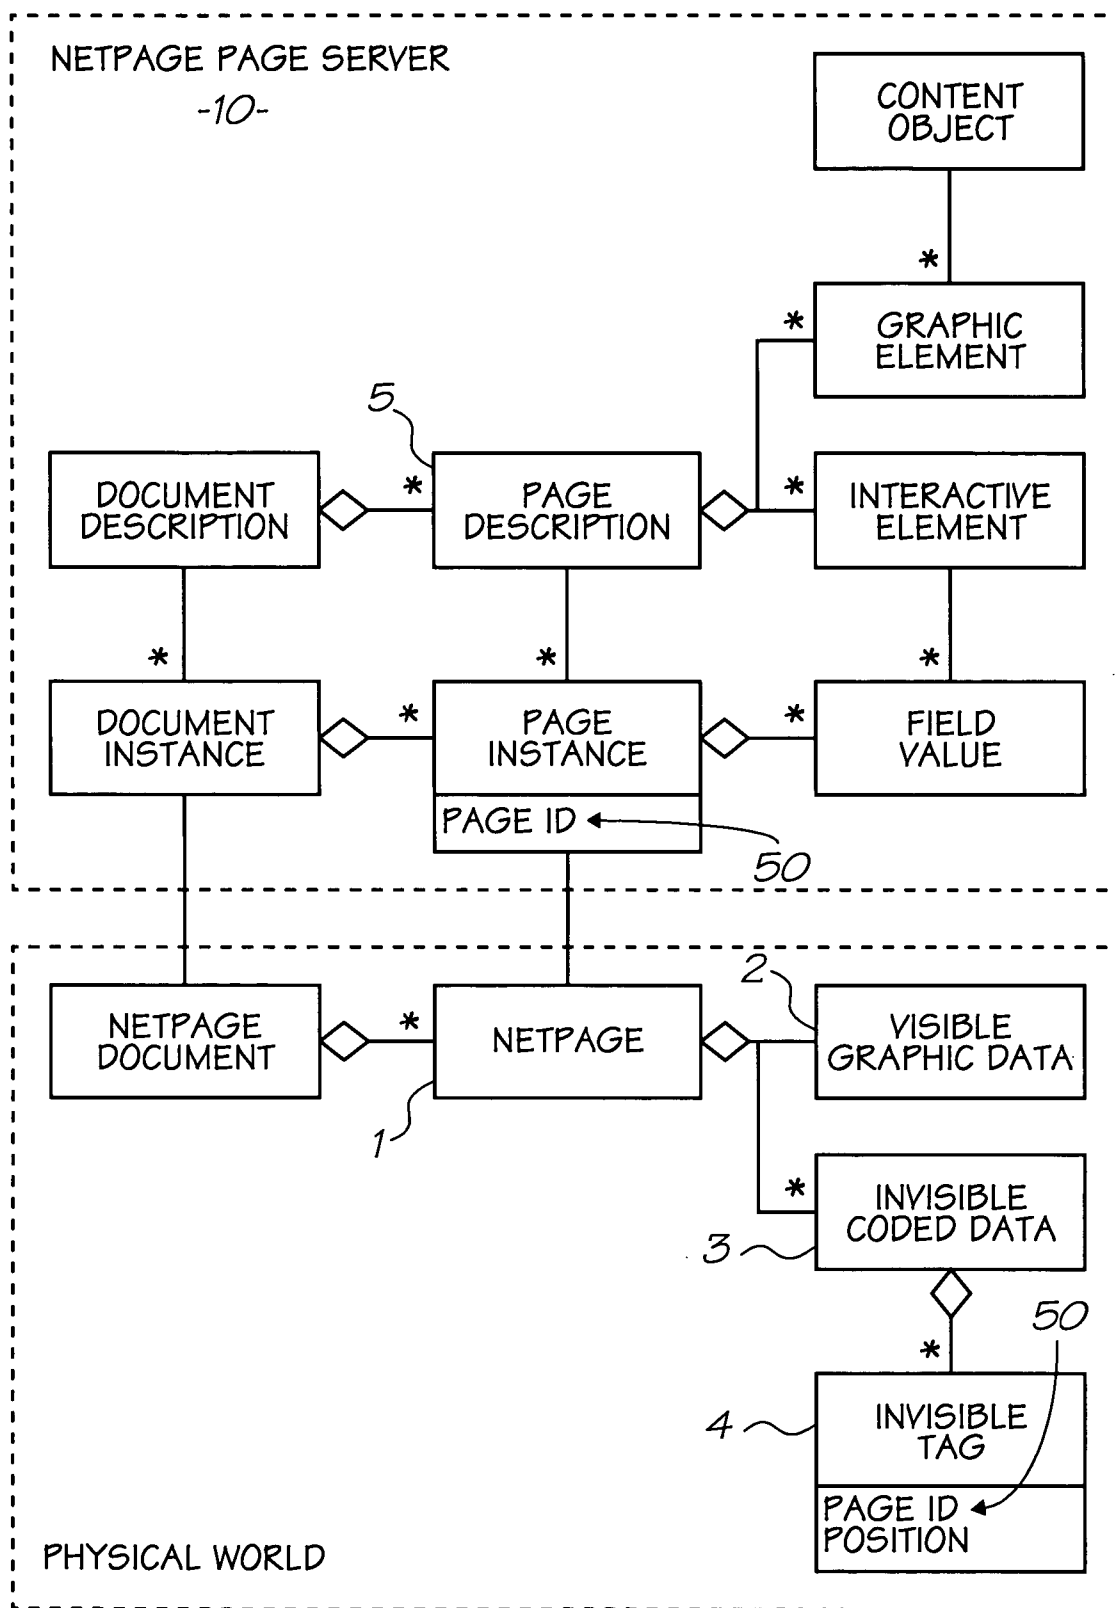 NETPAGE PAGE SERVER
-10-
CONTENT
OBJECT
*
*
GRAPHIC
ELEMENT
5
DOCUMENT
DESCRIPTION
*
PAGE
DESCRIPTION
*
INTERACTIVE
ELEMENT
*
*
*
DOCUMENT
INSTANCE
*
PAGE
INSTANCE
*
FIELD
VALUE
PAGE ID
50
2
NETPAGE
DOCUMENT
*
NETPAGE
VISIBLE
GRAPHIC DATA
1
*
INVISIBLE
CODED DATA
3
50
*
4
INVISIBLE
TAG
PAGE ID
POSITION
PHYSICAL WORLD